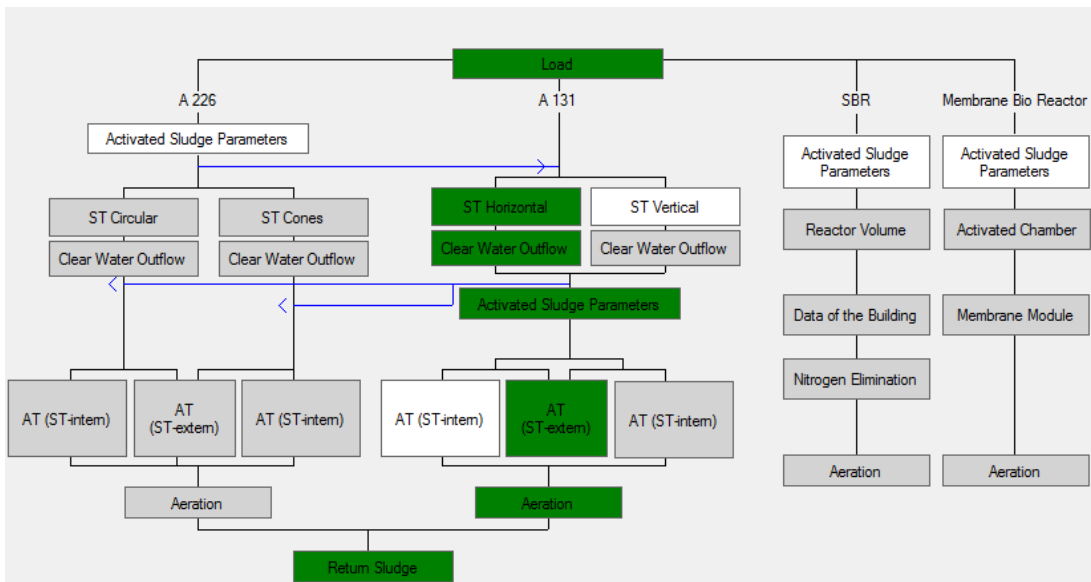 Load
A 226
A 131
SBR
Membrane Bio Reactor
Activated Sludge Parameters
Activated Sludge
Parameters
Activated Sludge
Parameters
ST Circular
ST Cones
ST Horizontal
ST Vertical
Reactor Volume
Activated Chamber
Clear Water Outflow
Clear Water Outflow
Clear Water Outflow
Clear Water Outflow
Activated Sludge Parameters
Data of the Building
Membrane Module
Nitrogen Elimination
AT (ST-intern)
AT
(ST-extern)
AT (ST-intern)
AT (ST-intern)
AT
(ST-extern)
AT (ST-intern)
Aeration
Aeration
Aeration
Aeration
Return Sludge